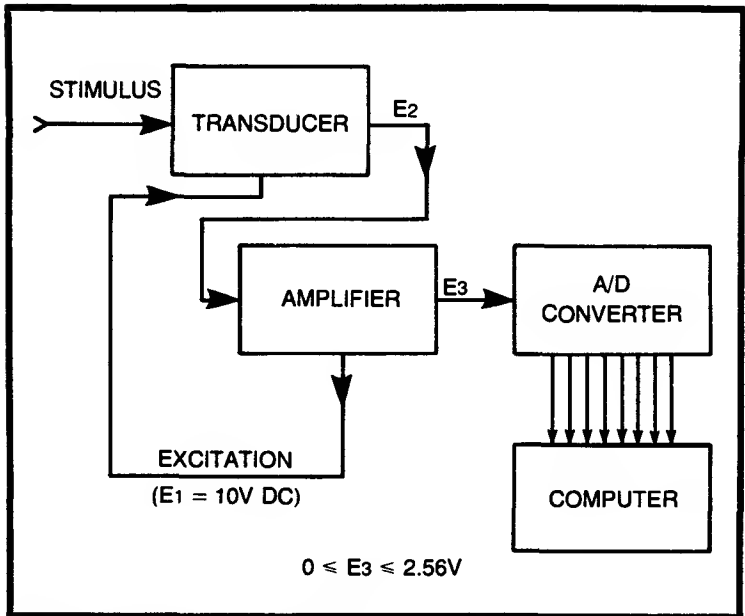 STIMULUS
TRANSDUCER
E2
AMPLIFIER
E3
A/D
CONVERTER
EXCITATION
(E1 = 10V DC)
COMPUTER
0 ≤ E3 ≤ 2.56V